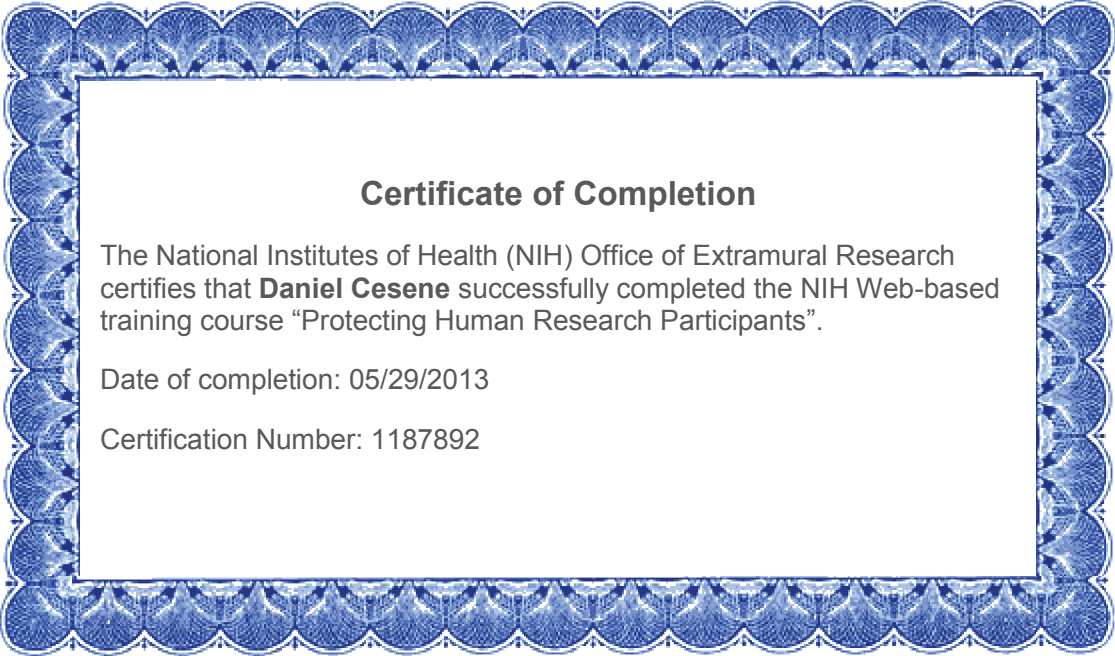 Certificate of Completion
The National Institutes of Health (NIH) Office of Extramural Research
certifies that Daniel Cesene successfully completed the NIH Web-based
training course “Protecting Human Research Participants”.
Date of completion: 05/29/2013
Certification Number: 1187892